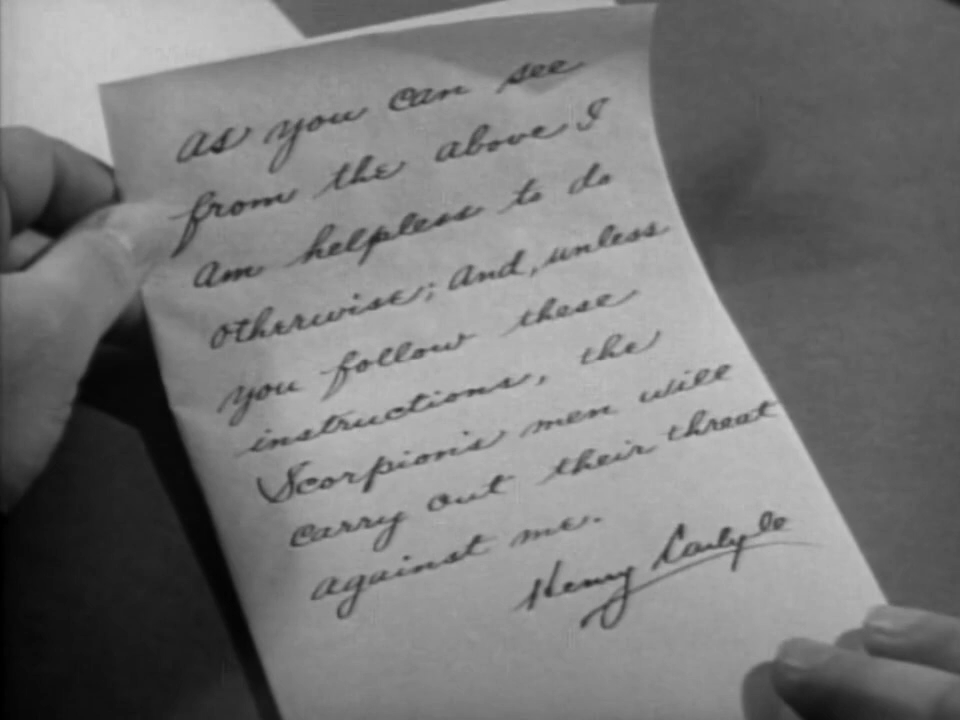 As you can see
from the above I
am helpless to do
otherwise; and, unless
you follow these
instructions, the
Scorpion's men will
carry out their threat
against me.
Henry Carlyle